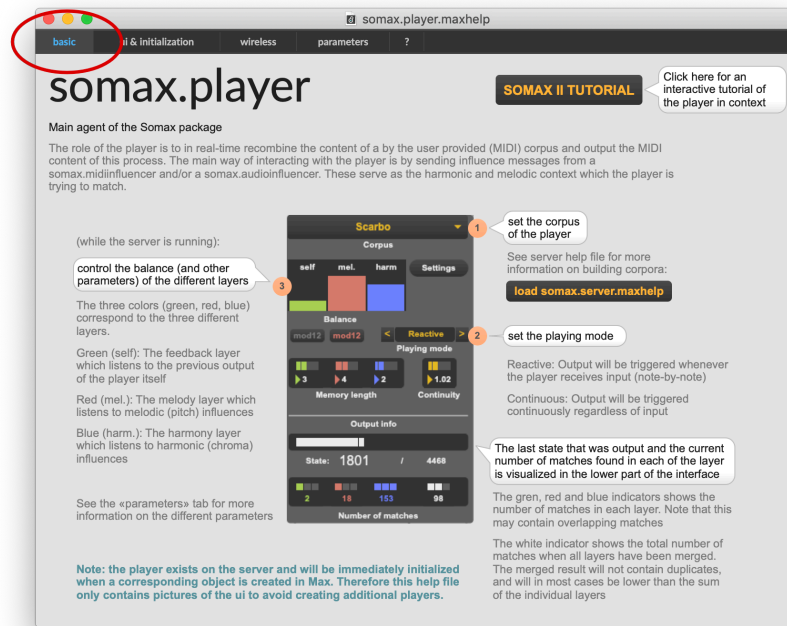 somax.player.maxhelp
basic
ui & initialization
wireless
parameters
?
somax.player
SOMAX II TUTORIAL
Click here for an
interactive tutorial of
the player in context
Main agent of the Somax package
The role of the player is to in real-time recombine the content of a by the user provided (MIDI) corpus and output the MIDI
content of this process. The main way of interacting with the player is by sending influence messages from a
somax.midiinfluencer and/or a somax.audioinfluencer. These serve as the harmonic and melodic context which the player is
trying to match.
(while the server is running):
control the balance (and other
parameters) of the different layers
3
The three colors (green, red, blue)
correspond to the three different
layers.
Green (self): The feedback layer
which listens to the previous output
of the player itself
Red (mel.): The melody layer which
listens to melodic (pitch) influences
Blue (harm.): The harmony layer
which listens to harmonic (chroma)
influences
See the «parameters» tab for more
information on the different parameters
Scarbo
Corpus
self mel. harm Settings
Balance
mod12 mod12 < Reactive >
Playing mode
3 4 2 1.02
Memory length Continuity
Output info
State: 1801 / 4468
2 18 153 98
Number of matches
1
set the corpus
of the player
See server help file for more
information on building corpora:
load somax.server.maxhelp
2
set the playing mode
Reactive: Output will be triggered whenever
the player receives input (note-by-note)
Continuous: Output will be triggered
continuously regardless of input
The last state that was output and the current
number of matches found in each of the layer
is visualized in the lower part of the interface
The gren, red and blue indicators shows the
number of matches in each layer. Note that this
may contain overlapping matches
The white indicator shows the total number of
matches when all layers have been merged.
The merged result will not contain duplicates,
and will in most cases be lower than the sum
of the individual layers
Note: the player exists on the server and will be immediately initialized
when a corresponding object is created in Max. Therefore this help file
only contains pictures of the ui to avoid creating additional players.